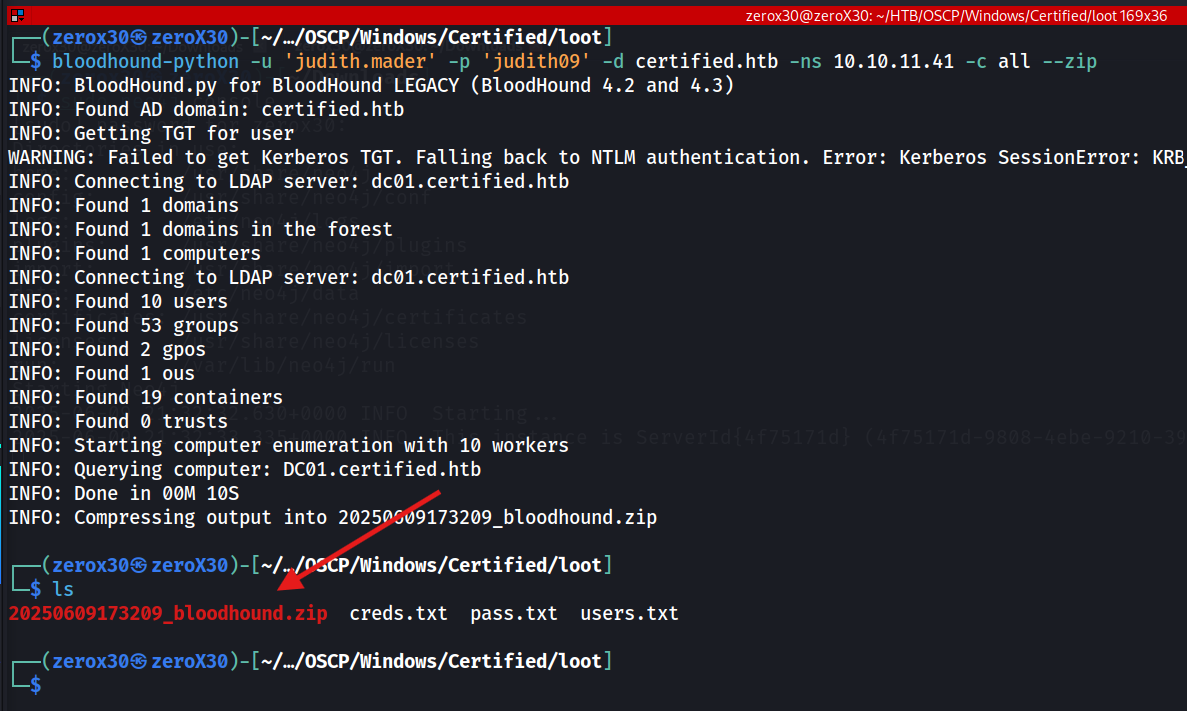 zerox30@zeroX30: ~/HTB/OSCP/Windows/Certified/loot 169x36
┌──(zerox30㉿zeroX30)-[~/…/OSCP/Windows/Certified/loot]
└─$ bloodhound-python -u 'judith.mader' -p 'judith09' -d certified.htb -ns 10.10.11.41 -c all --zip
INFO: BloodHound.py for BloodHound LEGACY (BloodHound 4.2 and 4.3)
INFO: Found AD domain: certified.htb
INFO: Getting TGT for user
WARNING: Failed to get Kerberos TGT. Falling back to NTLM authentication. Error: Kerberos SessionError: KRB_
INFO: Connecting to LDAP server: dc01.certified.htb
INFO: Found 1 domains
INFO: Found 1 domains in the forest
INFO: Found 1 computers
INFO: Connecting to LDAP server: dc01.certified.htb
INFO: Found 10 users
INFO: Found 53 groups
INFO: Found 2 gpos
INFO: Found 1 ous
INFO: Found 19 containers
INFO: Found 0 trusts
INFO: Starting computer enumeration with 10 workers
INFO: Querying computer: DC01.certified.htb
INFO: Done in 00M 10S
INFO: Compressing output into 20250609173209_bloodhound.zip
┌──(zerox30㉿zeroX30)-[~/…/OSCP/Windows/Certified/loot]
└─$ ls
20250609173209_bloodhound.zip creds.txt pass.txt users.txt
┌──(zerox30㉿zeroX30)-[~/…/OSCP/Windows/Certified/loot]
└─$